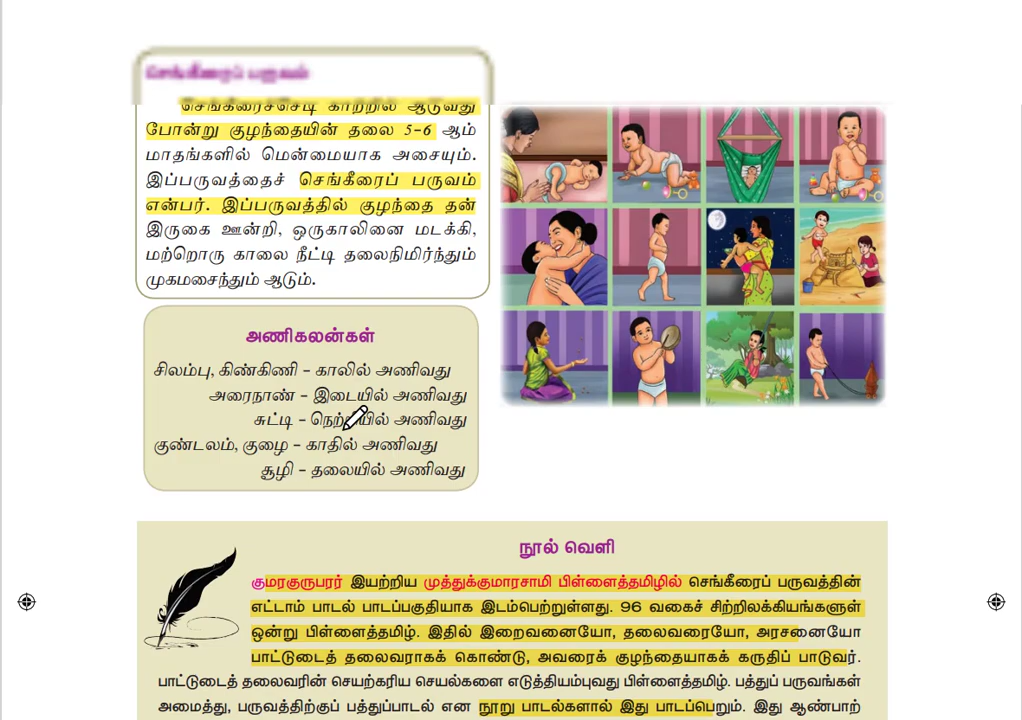 செங்கீரைப் பருவம்
செங்கீரைச்செடி காற்றில் ஆடுவது
போன்று குழந்தையின் தலை 5-6 ஆம்
மாதங்களில் மென்மையாக அசையும்.
இப்பருவத்தைச் செங்கீரைப் பருவம்
என்பர். இப்பருவத்தில் குழந்தை தன்
இருகை ஊன்றி, ஒருகாலினை மடக்கி,
மற்றொரு காலை நீட்டி தலைநிமிர்ந்தும்
முகமசைந்தும் ஆடும்.
அணிகலன்கள்
சிலம்பு, கிண்கிணி – காலில் அணிவது
அரைநாண் – இடையில் அணிவது
சுட்டி – நெற்றியில் அணிவது
குண்டலம், குழை – காதில் அணிவது
சூழி – தலையில் அணிவது
நூல் வெளி
குமரகுருபரர் இயற்றிய முத்துக்குமாரசாமி பிள்ளைத்தமிழில் செங்கீரைப் பருவத்தின்
எட்டாம் பாடல் பாடப்பகுதியாக இடம்பெற்றுள்ளது. 96 வகைச் சிற்றிலக்கியங்களுள்
ஒன்று பிள்ளைத்தமிழ். இதில் இறைவனையோ, தலைவரையோ, அரசனையோ
பாட்டுடைத் தலைவராகக் கொண்டு, அவரைக் குழந்தையாகக் கருதிப் பாடுவர்.
பாட்டுடைத் தலைவரின் செயற்கரிய செயல்களை எடுத்தியம்புவது பிள்ளைத்தமிழ். பத்துப் பருவங்கள்
அமைத்து, பருவத்திற்குப் பத்துப்பாடல் என நூறு பாடல்களால் இது பாடப்பெறும். இது ஆண்பாற்